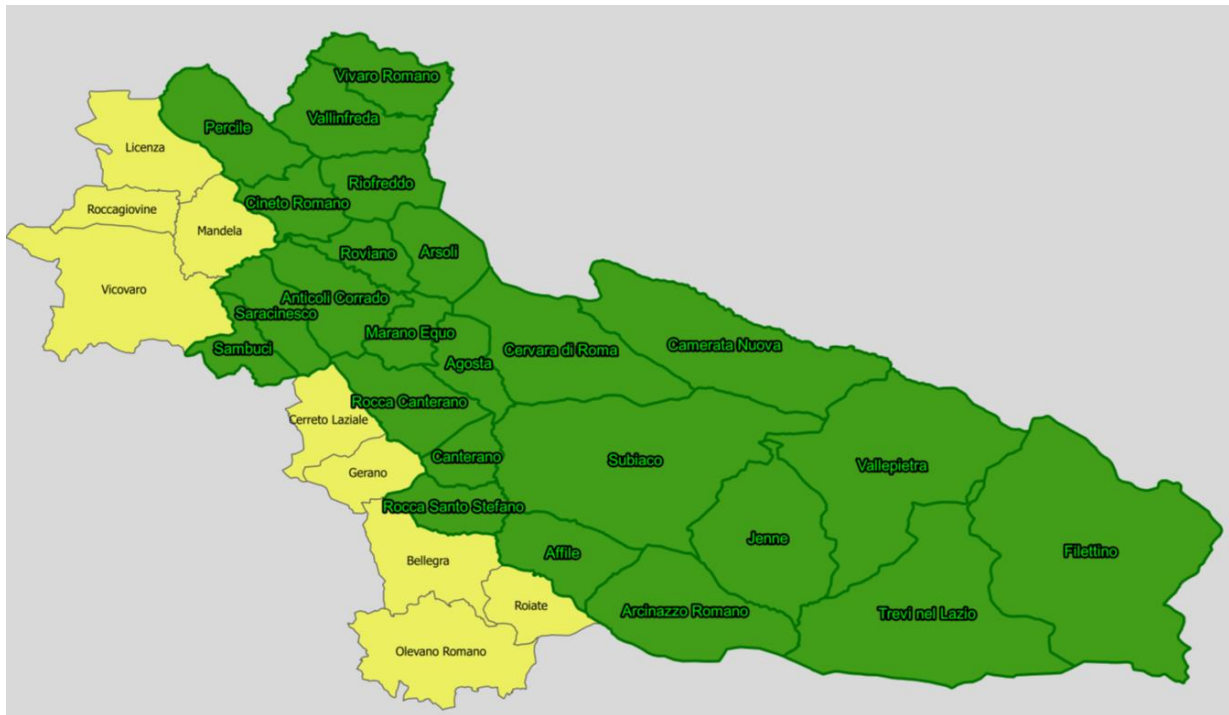 Vivaro Romano
Vallinfreda
Percile
Licenza
Riofreddo
Cineto Romano
Roccagiovine
Mandela
Roviano
Arsoli
Vicovaro
Anticoli Corrado
Saracinesco
Marano Equo
Sambuci
Agosta
Cervara di Roma
Camerata Nuova
Rocca Canterano
Cerreto Laziale
Canterano
Subiaco
Vallepietra
Gerano
Rocca Santo Stefano
Jenne
Affile
Filettino
Bellegra
Roiate
Arcinazzo Romano
Trevi nel Lazio
Olevano Romano